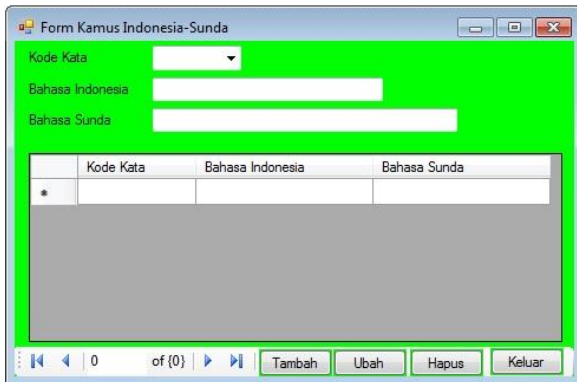 Form Kamus Indonesia-Sunda
Kode Kata
Bahasa Indonesia
Bahasa Sunda
Kode Kata Bahasa Indonesia Bahasa Sunda
*
0 of {0} Tambah Ubah Hapus Keluar